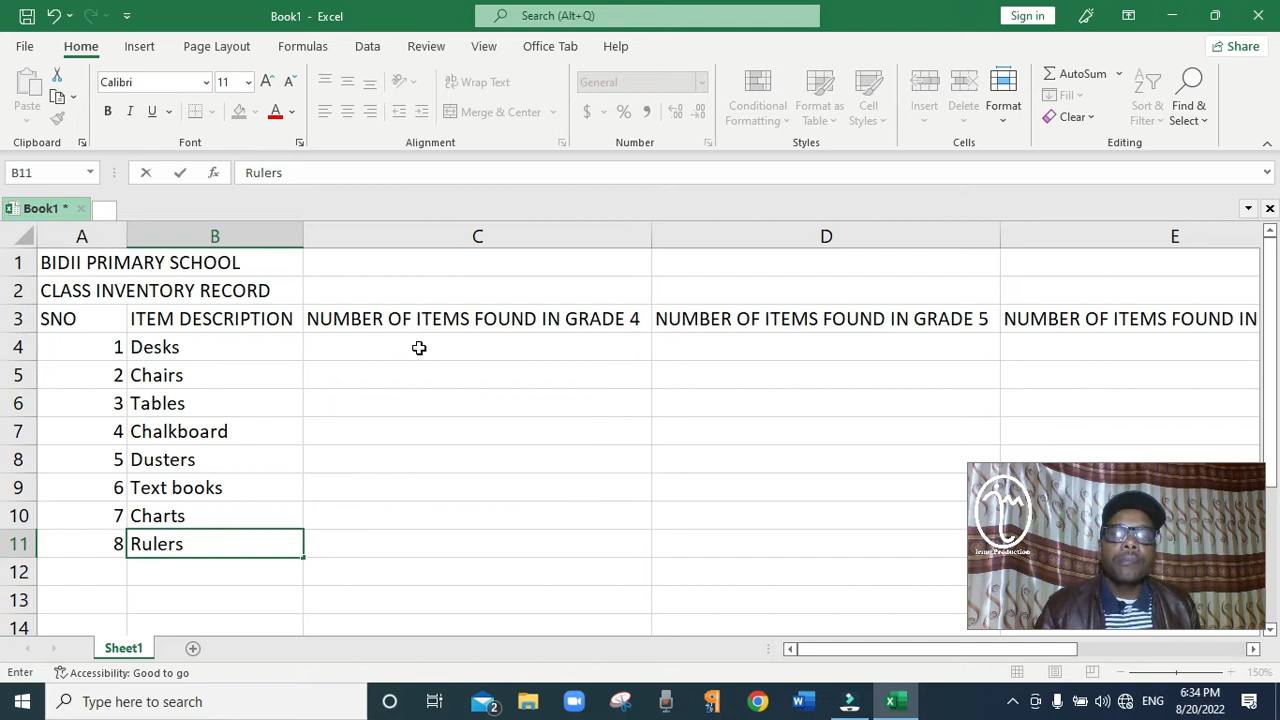 Book1 - Excel
Search (Alt+Q)
Sign in
File Home Insert Page Layout Formulas Data Review View Office Tab Help
Share
Paste
Calibri 11
B I U A
Wrap Text
Merge & Center
General
$ %
Conditional Formatting
Format as Table
Cell Styles
Insert
Delete
Format
AutoSum
Fill
Clear
Sort & Filter
Find & Select
Clipboard Font Alignment Number Styles Cells Editing
B11 fx Rulers
Book1 *
A B C D E
1 BIDII PRIMARY SCHOOL
2 CLASS INVENTORY RECORD
3 SNO ITEM DESCRIPTION NUMBER OF ITEMS FOUND IN GRADE 4 NUMBER OF ITEMS FOUND IN GRADE 5 NUMBER OF ITEMS FOUND IN
4 1 Desks
5 2 Chairs
6 3 Tables
7 4 Chalkboard
8 5 Dusters
9 6 Text books
10 7 Charts
11 8 Rulers
12
13
14
Sheet1
Enter Accessibility: Good to go 150%
Type here to search
2
ENG
6:34 PM
8/20/2022